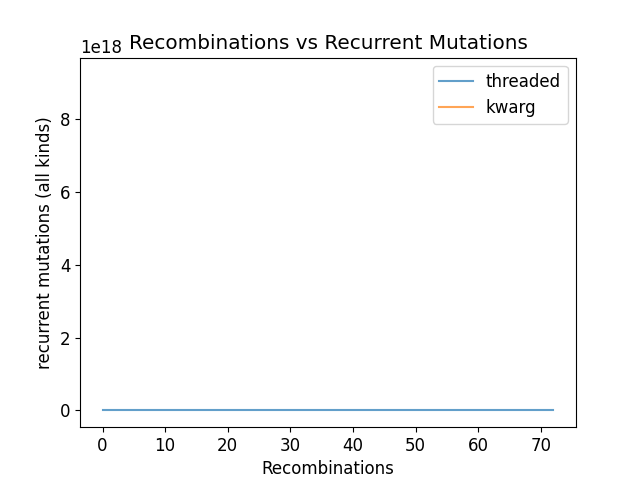 Recombinations vs Recurrent Mutations
1e18
threaded
kwarg
8
6
4
2
0
recurrent mutations (all kinds)
0 10 20 30 40 50 60 70
Recombinations